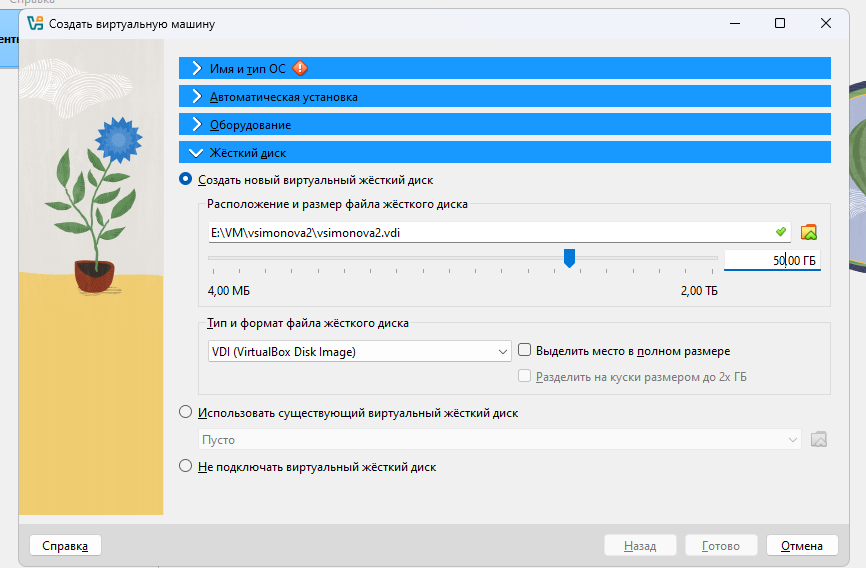 Справка
Создать виртуальную машину
Имя и тип ОС
Автоматическая установка
Оборудование
Жёсткий диск
Создать новый виртуальный жёсткий диск
Расположение и размер файла жёсткого диска
E:\VM\vsimonova2\vsimonova2.vdi
50,00 ГБ
4,00 МБ 2,00 ТБ
Тип и формат файла жёсткого диска
VDI (VirtualBox Disk Image) Выделить место в полном размере
Разделить на куски размером до 2х ГБ
Использовать существующий виртуальный жёсткий диск
Пусто
Не подключать виртуальный жёсткий диск
Справка Назад Готово Отмена